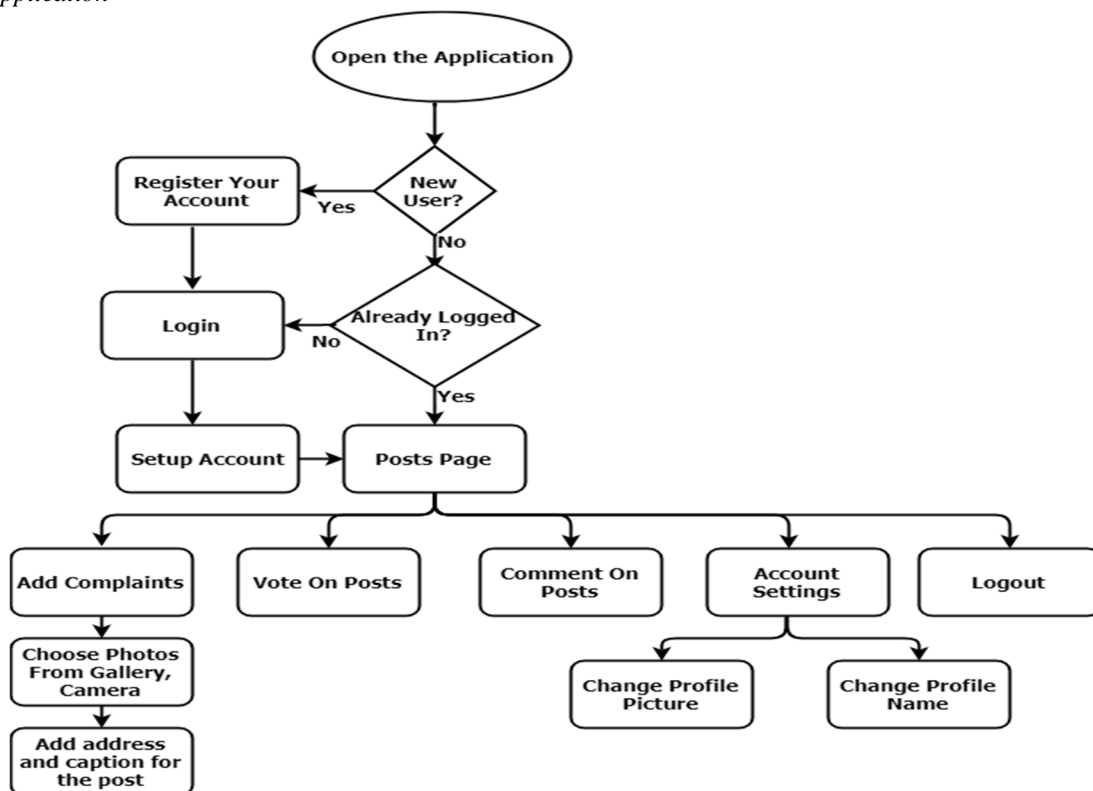 application
Open the Application
New
User?
Yes
No
Register Your
Account
Already Logged
In?
No
Yes
Login
Setup Account
Posts Page
Add Complaints
Vote On Posts
Comment On
Posts
Account
Settings
Logout
Choose Photos
From Gallery,
Camera
Change Profile
Picture
Change Profile
Name
Add address
and caption for
the post